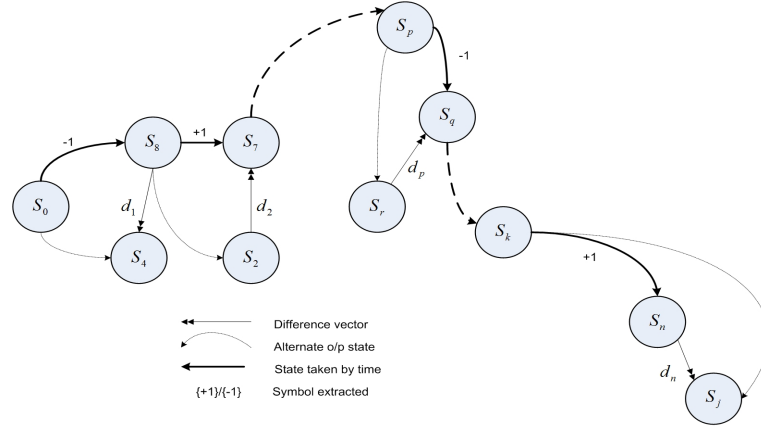 S_p
-1
S_q
-1
S_8
+1
S_7
d_p
S_0
d_1
d_2
S_r
S_4
S_2
S_k
+1
S_n
d_n
S_j
Difference vector
Alternate o/p state
State taken by time
{+1}/{-1} Symbol extracted